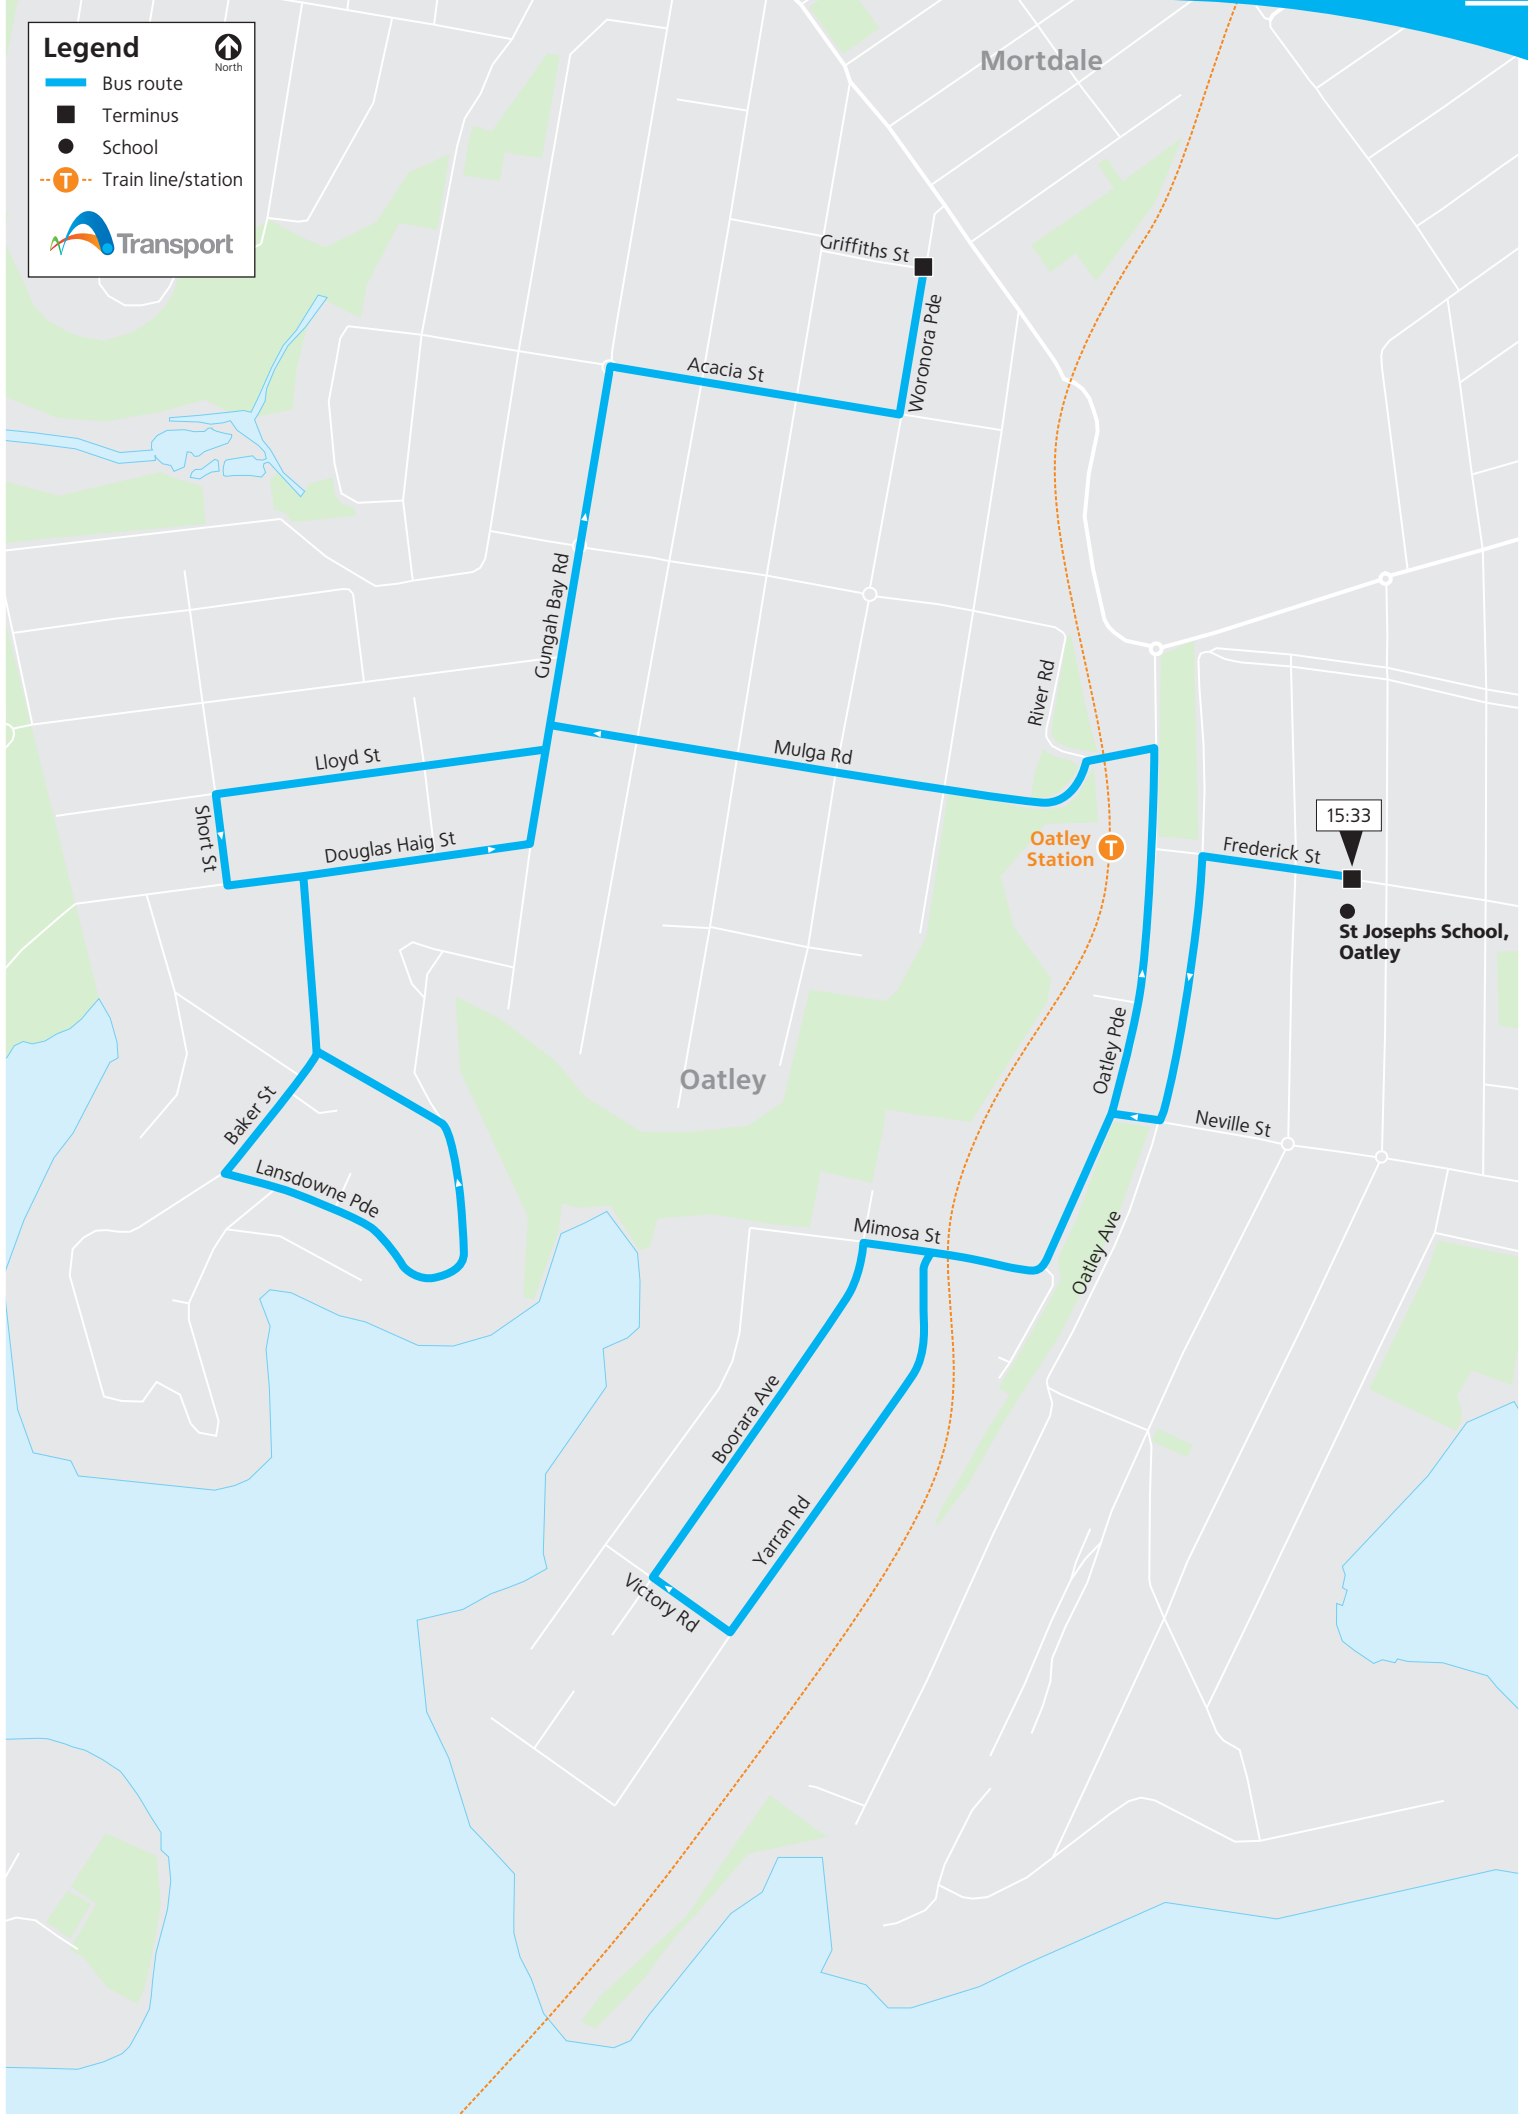 Legend
North
Bus route
Terminus
School
T
Train line/station
Transport
Mortdale
Griffiths St
Woronora Pde
Acacia St
Gungah Bay Rd
River Rd
Mulga Rd
Lloyd St
Short St
Douglas Haig St
Oatley
Station
T
15:33
Frederick St
St Josephs School,
Oatley
Oatley Pde
Oatley
Neville St
Baker St
Lansdowne Pde
Mimosa St
Oatley Ave
Boorara Ave
Yarran Rd
Victory Rd